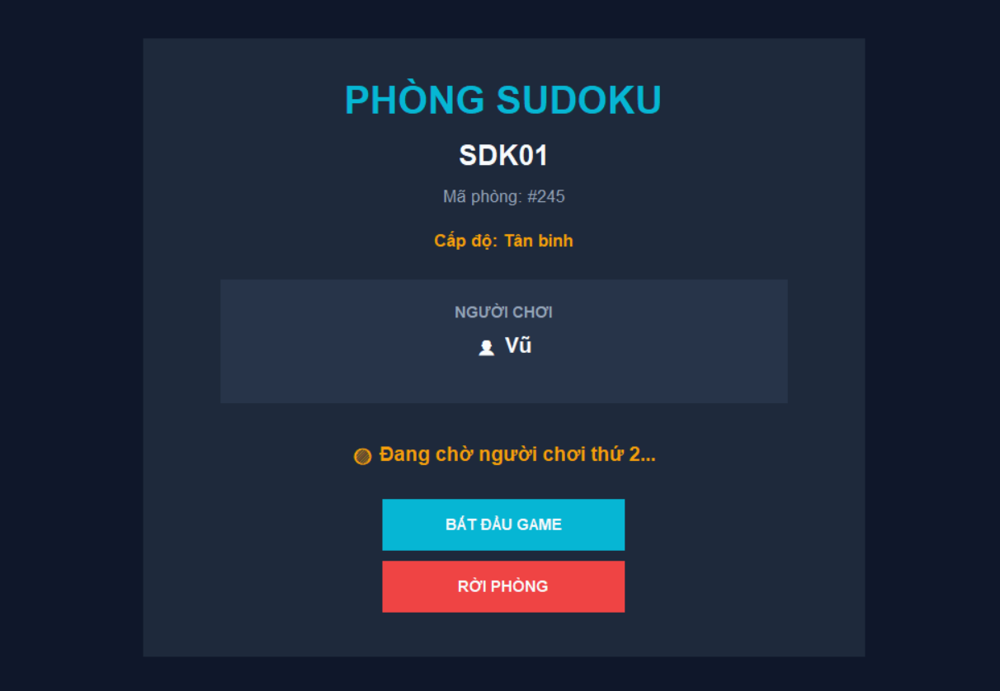 PHÒNG SUDOKU
SDK01
Mã phòng: #245
Cấp độ: Tân binh
NGƯỜI CHƠI
Vũ
Đang chờ người chơi thứ 2...
BẮT ĐẦU GAME
RỜI PHÒNG